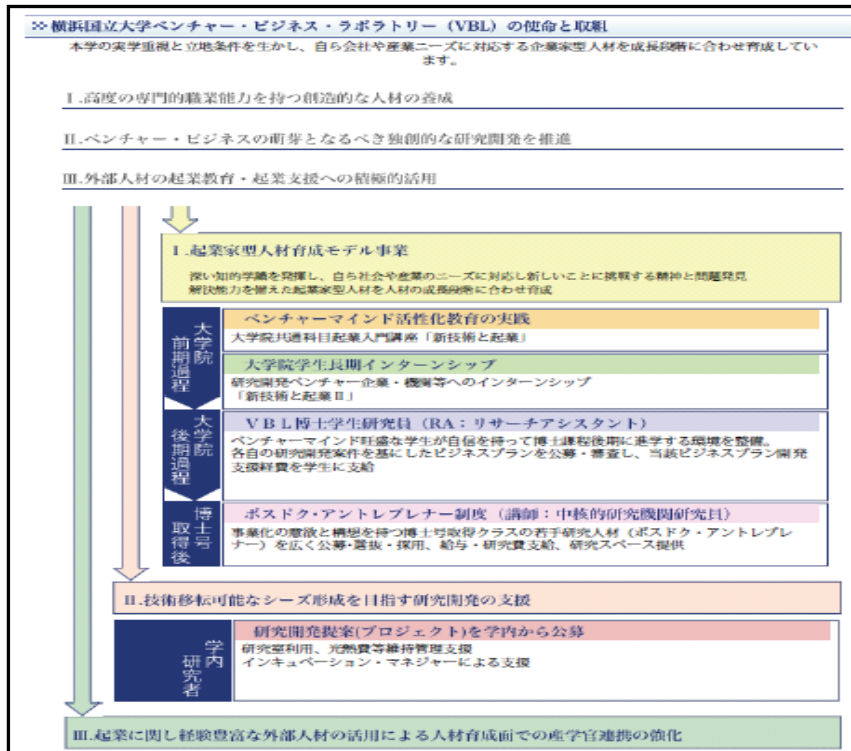 >> 横浜国立大学ベンチャー・ビジネス・ラボラトリー（VBL）の使命と取組
本学の実学重視と立地条件を生かし、自ら会社や産業ニーズに対応する企業家型人材を成長段階に合わせ育成してい
ます。
Ⅰ.高度の専門的職業能力を持つ創造的な人材の養成
Ⅱ.ベンチャー・ビジネスの萌芽となるべき独創的な研究開発を推進
Ⅲ.外部人材の起業教育・起業支援への積極的活用
Ⅰ.起業家型人材育成モデル事業
深い知的学識を発揮し、自ら社会や産業のニーズに対応し新しいことに挑戦する精神と問題発見
解決能力を備えた起業家型人材を人材の成長段階に合わせ育成
大学院
前期過程
ベンチャーマインド活性化教育の実践
大学院共通科目起業入門講座「新技術と起業」
大学院学生長期インターンシップ
研究開発ベンチャー企業・機関等へのインターンシップ
「新技術と起業Ⅱ」
大学院
後期過程
ＶＢＬ博士学生研究員（RA：リサーチアシスタント）
ベンチャーマインド旺盛な学生が自信を持って博士課程後期に進学する環境を整備。
各自の研究開発案件を基にしたビジネスプランを公募・審査し、当該ビジネスプラン開発
支援経費を学生に支給
博士号
取得後
ポスドク・アントレプレナー制度（講師：中核的研究機関研究員）
事業化の意欲と構想を持つ博士号取得クラスの若手研究人材（ポスドク・アントレプレ
ナー）を広く公募・選抜・採用、給与・研究費支給、研究スペース提供
Ⅱ.技術移転可能なシーズ形成を目指す研究開発の支援
学内
研究者
研究開発提案(プロジェクト)を学内から公募
研究室利用、光熱費等維持管理支援
インキュベーション・マネジャーによる支援
Ⅲ.起業に関し経験豊富な外部人材の活用による人材育成面での産学官連携の強化